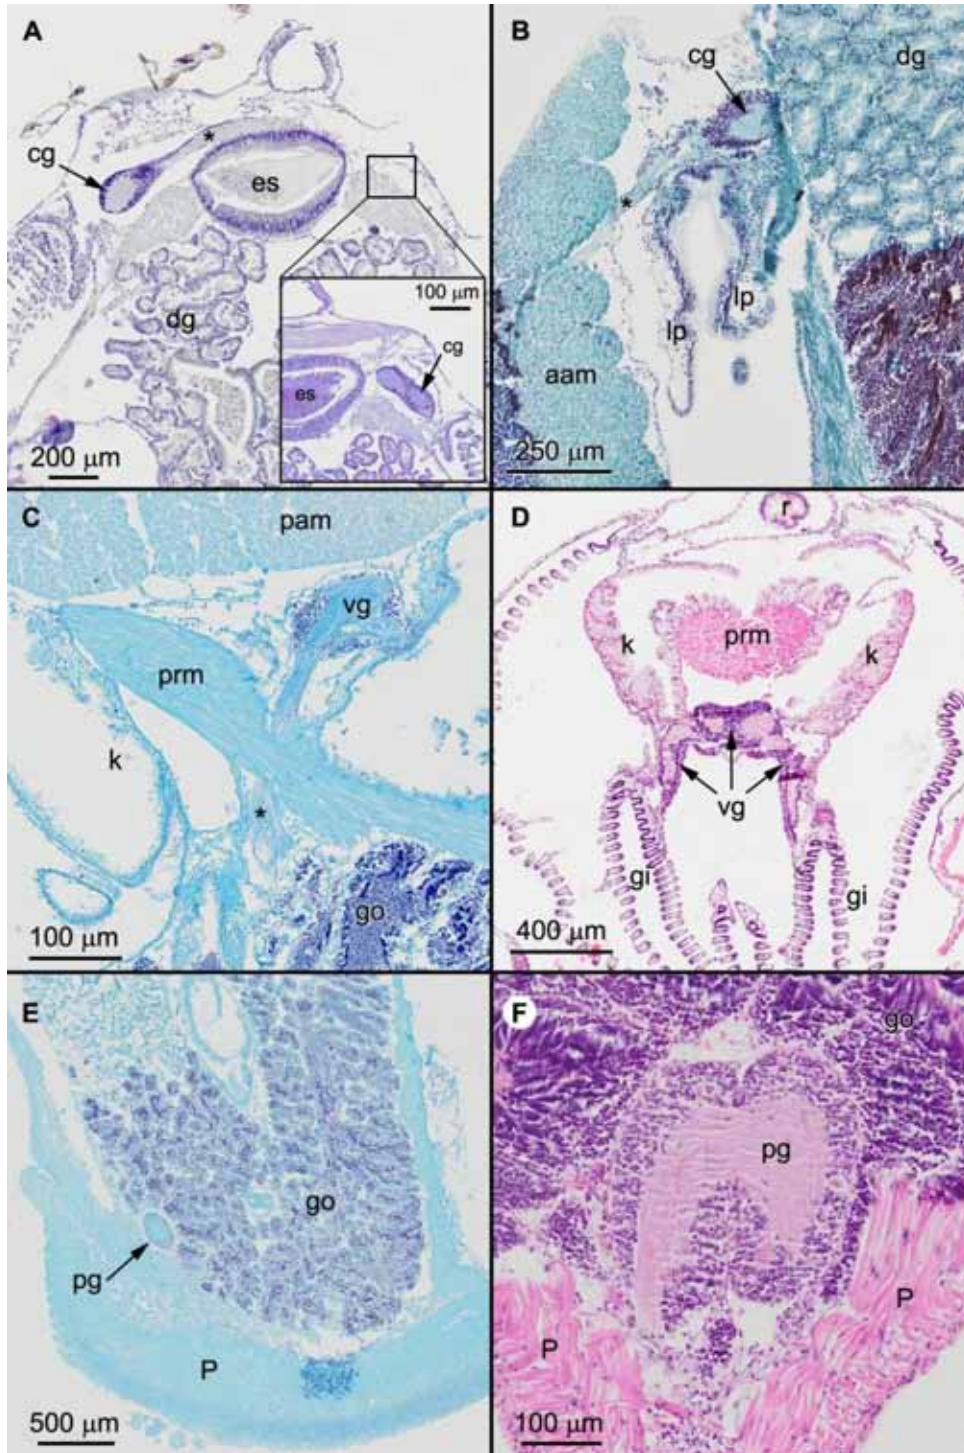 A
cg
*
es
dg
100 μm
cg
es
200 μm
B
cg
dg
*
lp
lp
aam
250 μm
C
pam
vg
prm
k
*
go
100 μm
D
r
k
prm
k
vg
gi
gi
400 μm
E
go
pg
P
500 μm
F
go
pg
P
P
100 μm